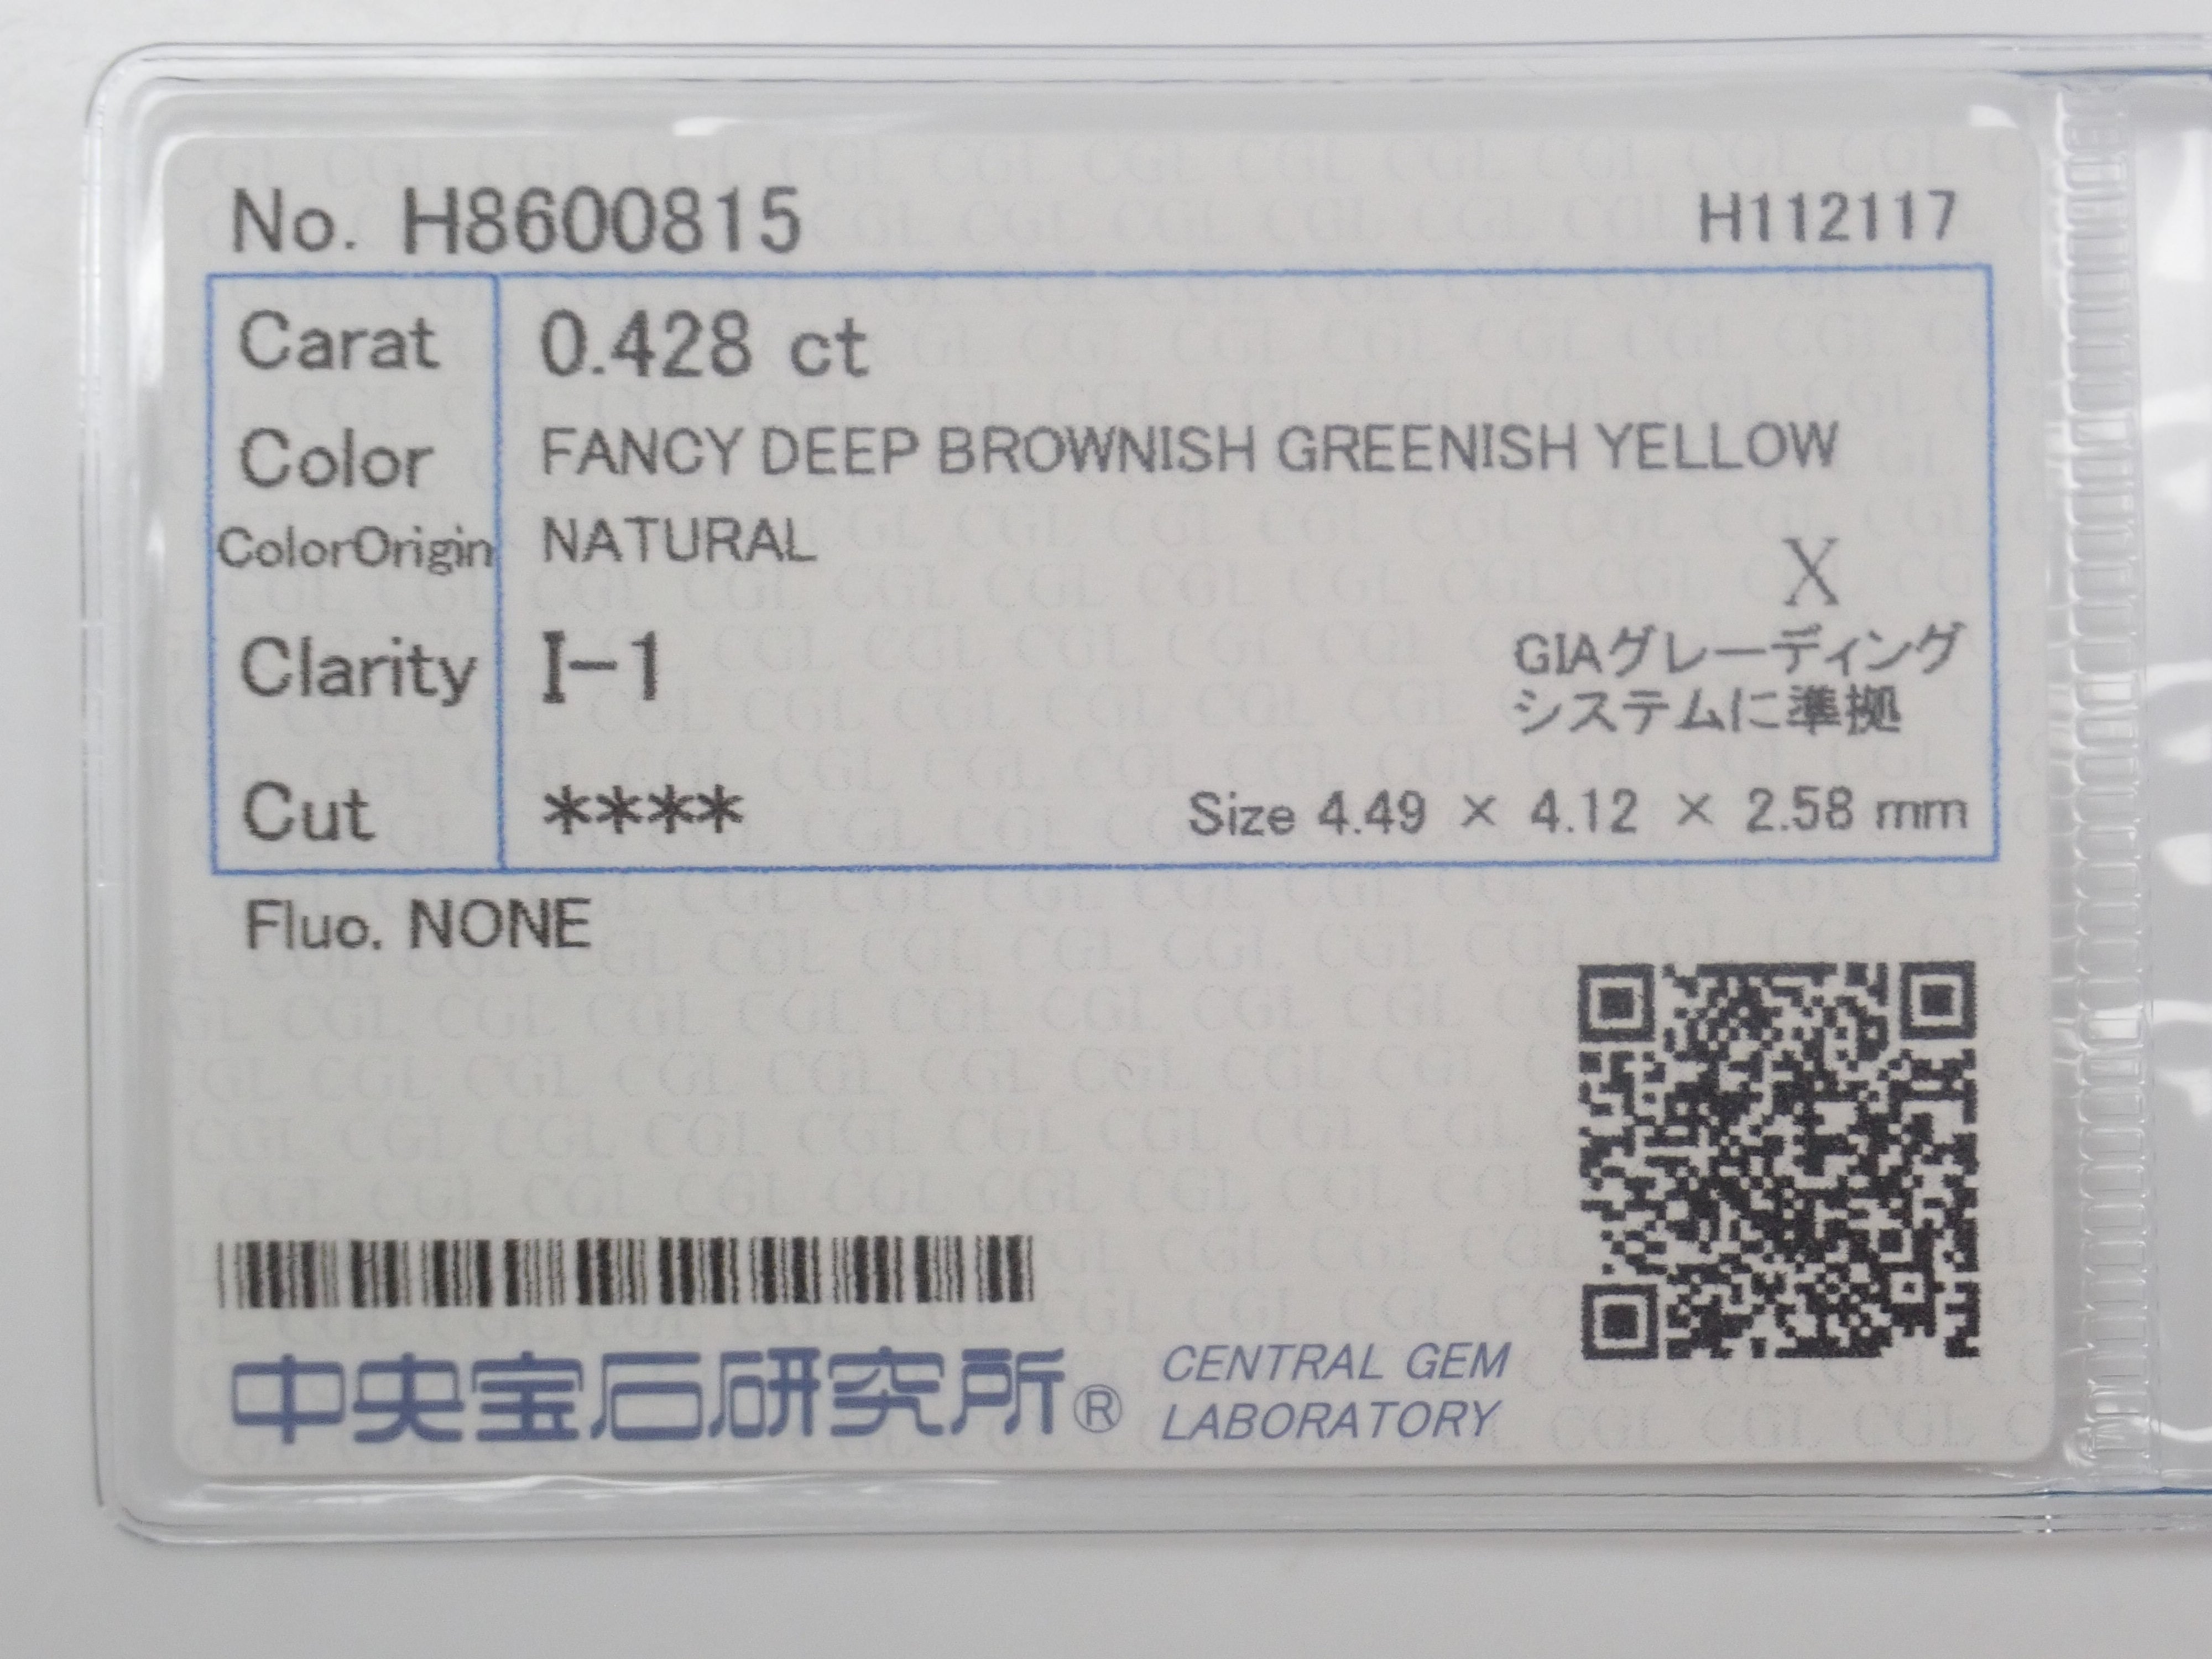 No. H8600815 H112117
Carat 0.428 ct
Color FANCY DEEP BROWNISH GREENISH YELLOW
ColorOrigin NATURAL
X
Clarity I-1
GIAグレーディング
システムに準拠
Cut **** Size 4.49 × 4.12 × 2.58 mm
Fluo. NONE
中央宝石研究所® CENTRAL GEM
LABORATORY